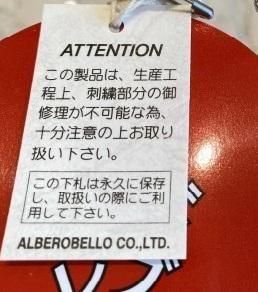 ATTENTION
この製品は、生産工
程上、刺繍部分の御
修理が不可能な為、
十分注意の上お取り
扱い下さい。
この下札は永久に保存
し、取扱いの際にご利
用して下さい。
ALBEROBELLO CO.,LTD.